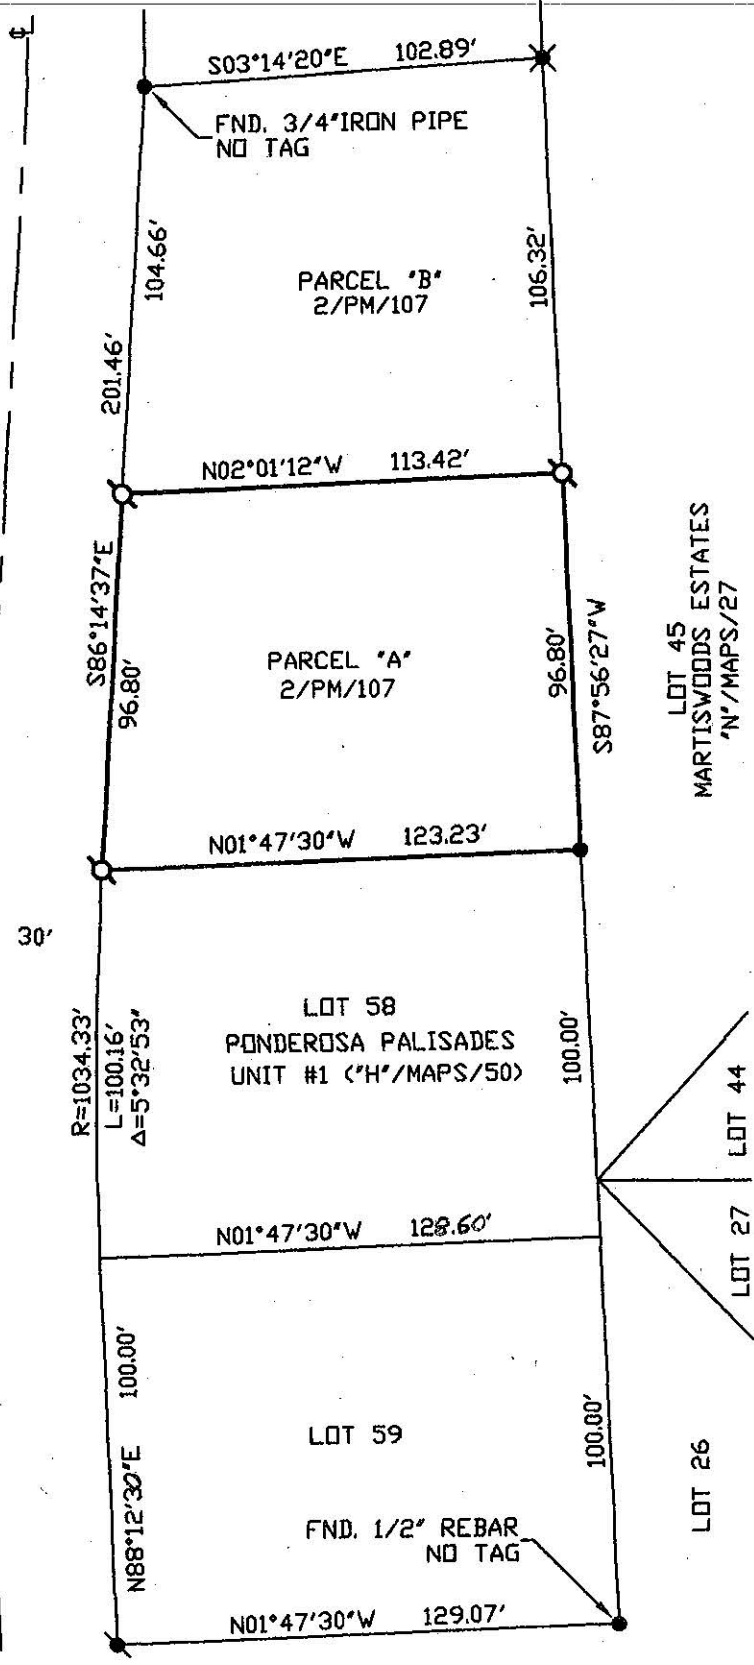 ℄
S03°14'20"E 102.89'
FND. 3/4"IRON PIPE
NO TAG
104.66'
201.46'
PARCEL "B"
2/PM/107
106.32'
N02°01'12"W 113.42'
S86°14'37"E
96.80'
PARCEL "A"
2/PM/107
96.80'
S87°56'27"W
LOT 45
MARTISWOODS ESTATES
"N"/MAPS/27
N01°47'30"W 123.23'
30'
R=1034.33'
L=100.16'
Δ=5°32'53"
LOT 58
PONDEROSA PALISADES
UNIT #1 ("H"/MAPS/50)
100.00'
LOT 44
LOT 27
N01°47'30"W 128.60'
N88°12'30"E 100.00'
LOT 59
100.00'
LOT 26
FND. 1/2" REBAR
NO TAG
N01°47'30"W 129.07'